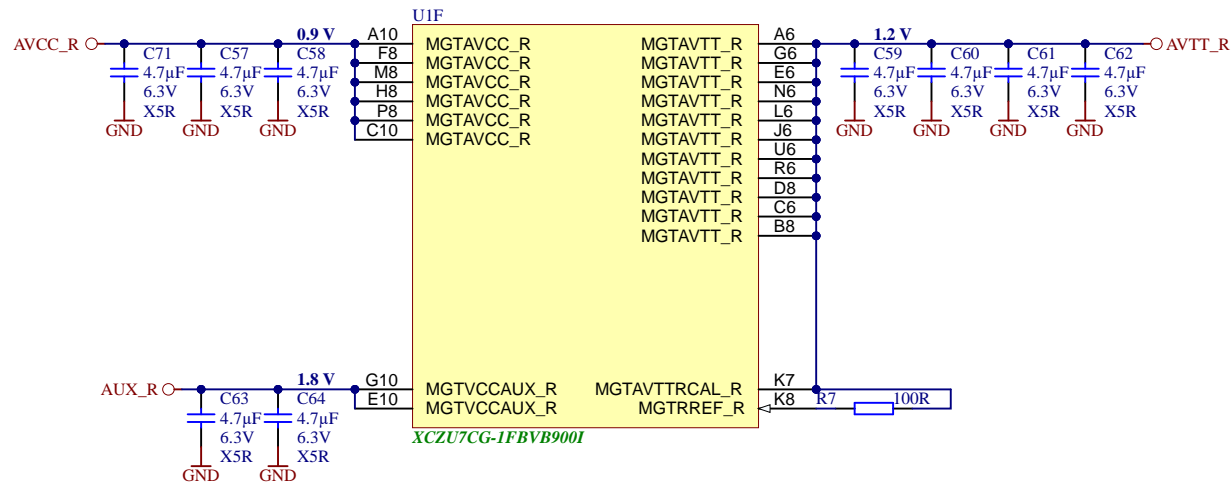 U1F
AVCC_R
0.9 V
C71
4.7µF
6.3V
X5R
GND
C57
4.7µF
6.3V
X5R
GND
C58
4.7µF
6.3V
X5R
GND
A10 MGTAVCC_R
F8 MGTAVCC_R
M8 MGTAVCC_R
H8 MGTAVCC_R
P8 MGTAVCC_R
C10 MGTAVCC_R
MGTAVTT_R A6
MGTAVTT_R G6
MGTAVTT_R E6
MGTAVTT_R N6
MGTAVTT_R L6
MGTAVTT_R J6
MGTAVTT_R U6
MGTAVTT_R R6
MGTAVTT_R D8
MGTAVTT_R C6
MGTAVTT_R B8
1.2 V
AVTT_R
C59
4.7µF
6.3V
X5R
GND
C60
4.7µF
6.3V
X5R
GND
C61
4.7µF
6.3V
X5R
GND
C62
4.7µF
6.3V
X5R
GND
AUX_R
1.8 V
C63
4.7µF
6.3V
X5R
GND
C64
4.7µF
6.3V
X5R
GND
G10 MGTVCCAUX_R
E10 MGTVCCAUX_R
MGTAVTTRCAL_R K7
MGTRREF_R K8
R7 100R
XCZU7CG-1FBVB900I